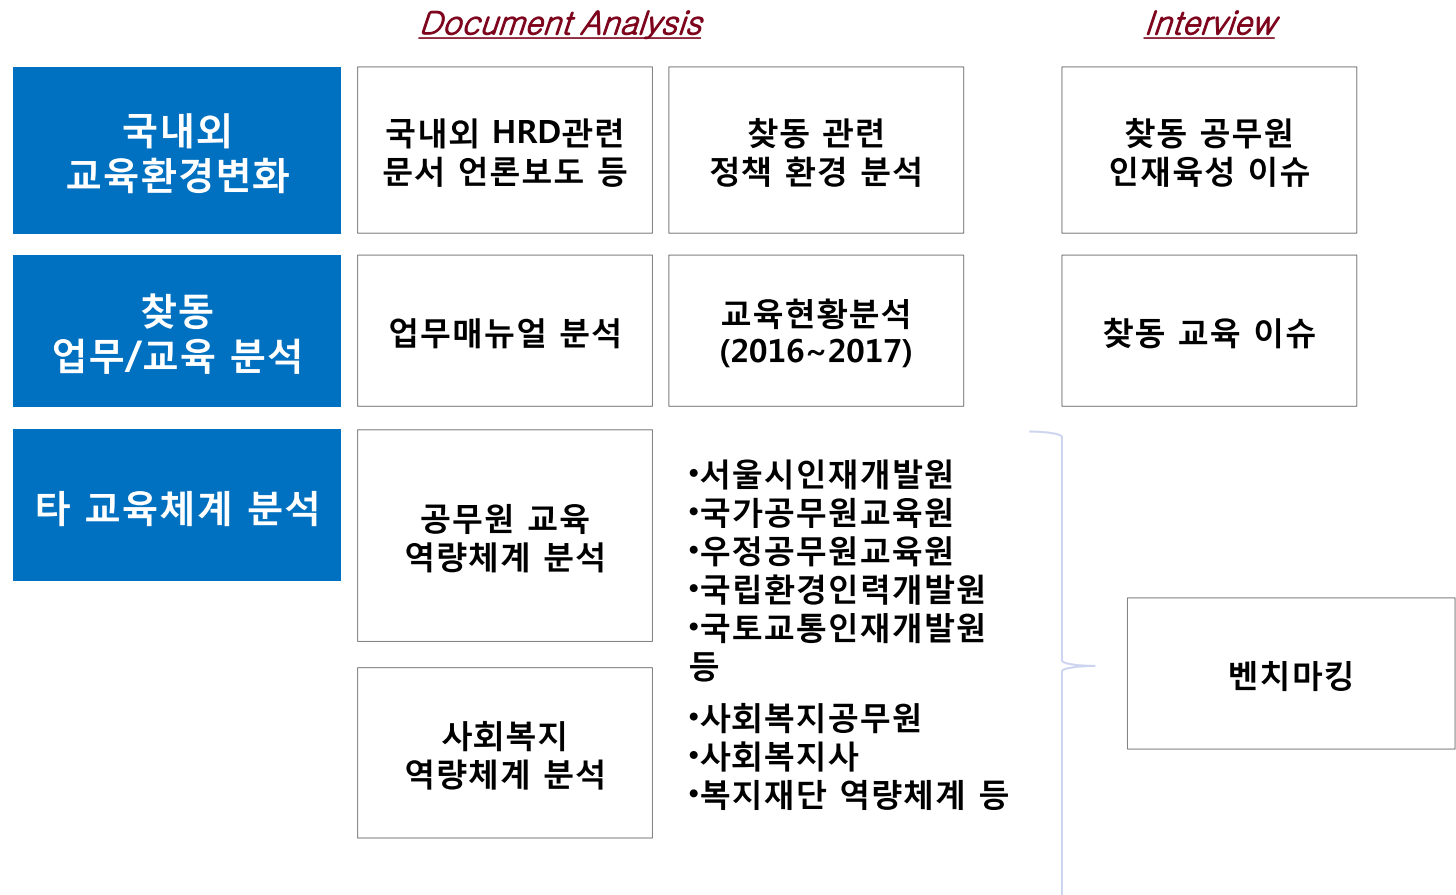 Document Analysis
Interview
국내외
교육환경변화
국내외 HRD관련
문서 언론보도 등
찾동 관련
정책 환경 분석
찾동 공무원
인재육성 이슈
찾동
업무/교육 분석
업무매뉴얼 분석
교육현황분석
(2016~2017)
찾동 교육 이슈
타 교육체계 분석
공무원 교육
역량체계 분석
•서울시인재개발원
•국가공무원교육원
•우정공무원교육원
•국립환경인력개발원
•국토교통인재개발원
등
사회복지
역량체계 분석
•사회복지공무원
•사회복지사
•복지재단 역량체계 등
벤치마킹